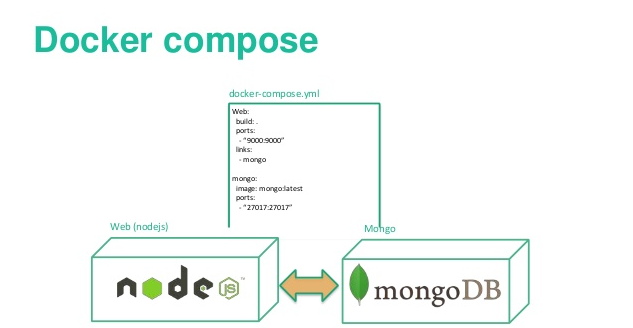 Docker compose
docker-compose.yml
Web:
build: .
ports:
- "9000:9000"
links:
- mongo
mongo:
image: mongo:latest
ports:
- "27017:27017"
Web (nodejs)
Mongo
node JS ™
mongoDB